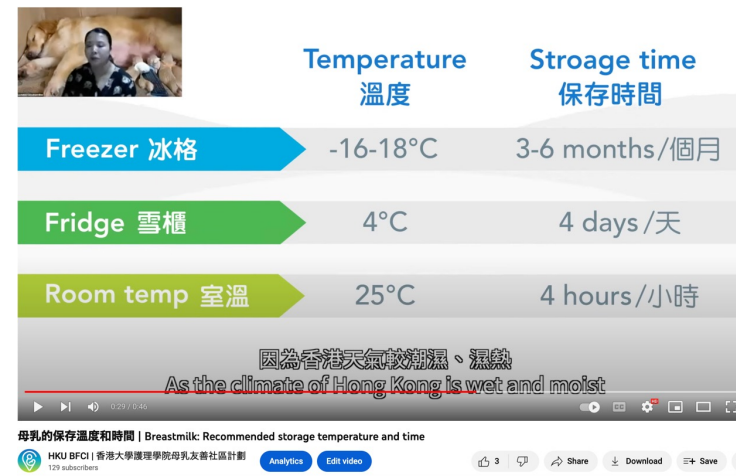 Temperature
溫度
Stroage time
保存時間
Freezer 冰格
-16-18°C
3-6 months/個月
Fridge 雪櫃
4°C
4 days/天
Room temp 室溫
25°C
4 hours/小時
因為香港天氣較潮濕、濕熱
As the climate of Hong Kong is wet and moist
0:29 / 0:46
CC
母乳的保存溫度和時間 | Breastmilk: Recommended storage temperature and time
HKU BFCI | 香港大學護理學院母乳友善社區計劃
129 subscribers
Analytics
Edit video
3
Share
Download
Save